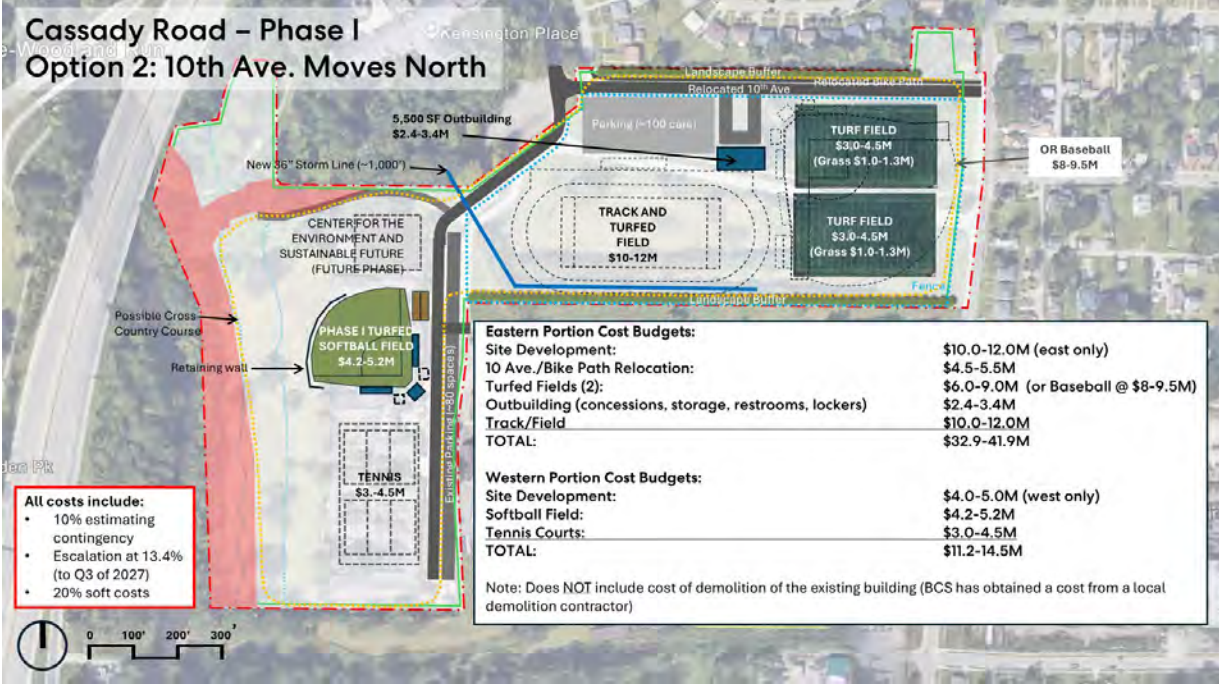 Cassady Road – Phase I
Option 2: 10th Ave. Moves North
e-Wood and Run
Kensington Place
Landscape Buffer
Relocated Bike Path
Relocated 10th Ave
5,500 SF Outbuilding
$2.4-3.4M
Parking (~100 cars)
TURF FIELD
$3.0-4.5M
(Grass $1.0-1.3M)
OR Baseball
$8-9.5M
New 36" Storm Line (~1,000')
TRACK AND
TURFED
FIELD
$10-12M
TURF FIELD
$3.0-4.5M
(Grass $1.0-1.3M)
CENTER FOR THE
ENVIRONMENT AND
SUSTAINABLE FUTURE
(FUTURE PHASE)
Fence
Landscape Buffer
Possible Cross
Country Course
PHASE I TURFED
SOFTBALL FIELD
$4.2-5.2M
Retaining wall
Existing Parking (~80 spaces)
TENNIS
$3.-4.5M
den Pk
Eastern Portion Cost Budgets:
Site Development: $10.0-12.0M (east only)
10 Ave./Bike Path Relocation: $4.5-5.5M
Turfed Fields (2): $6.0-9.0M (or Baseball @ $8-9.5M)
Outbuilding (concessions, storage, restrooms, lockers) $2.4-3.4M
Track/Field $10.0-12.0M
TOTAL: $32.9-41.9M
Western Portion Cost Budgets:
Site Development: $4.0-5.0M (west only)
Softball Field: $4.2-5.2M
Tennis Courts: $3.0-4.5M
TOTAL: $11.2-14.5M
Note: Does NOT include cost of demolition of the existing building (BCS has obtained a cost from a local
demolition contractor)
All costs include:
• 10% estimating
contingency
• Escalation at 13.4%
(to Q3 of 2027)
• 20% soft costs
0 100' 200' 300'